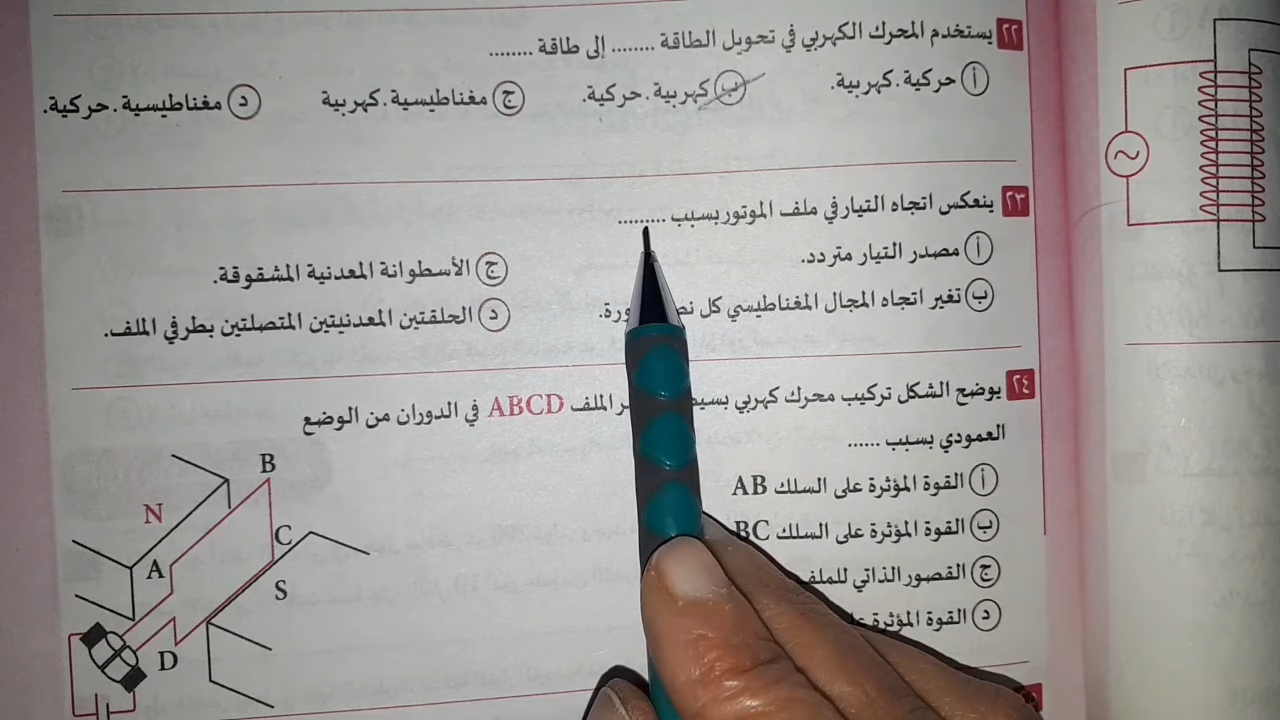 ٢٢ يستخدم المحرك الكهربي في تحويل الطاقة ........ إلى طاقة ........
أ حركية.كهربية. ب كهربية.حركية. ج مغناطيسية.كهربية د مغناطيسية.حركية.
٢٣ ينعكس اتجاه التيار في ملف الموتور بسبب .........
أ مصدر التيار متردد. ج الأسطوانة المعدنية المشقوقة.
ب تغير اتجاه المجال المغناطيسي كل د الحلقتين المعدنيتين المتصلتين بطرفي الملف.
٢٤ يوضح الشكل تركيب محرك كهربي الملف ABCD في الدوران من الوضع
العمودي بسبب ......
أ القوة المؤثرة على السلك AB
ب القوة المؤثرة على السلك BC
ج القصور الذاتي للملف
د القوة المؤثرة
B
N
C
A
S
D